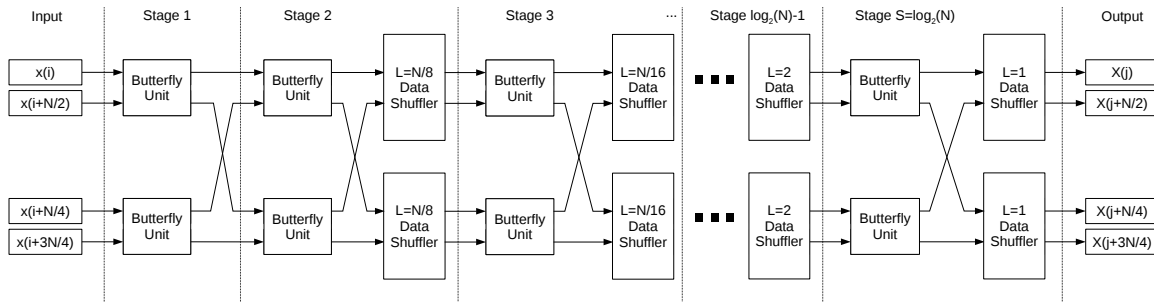 Input
Stage 1
Stage 2
Stage 3
...
Stage log₂(N)-1
Stage S=log₂(N)
Output
x(i)
x(i+N/2)
Butterfly
Unit
Butterfly
Unit
L=N/8
Data
Shuffler
Butterfly
Unit
L=N/16
Data
Shuffler
L=2
Data
Shuffler
Butterfly
Unit
L=1
Data
Shuffler
X(j)
X(j+N/2)
x(i+N/4)
x(i+3N/4)
Butterfly
Unit
Butterfly
Unit
L=N/8
Data
Shuffler
Butterfly
Unit
L=N/16
Data
Shuffler
L=2
Data
Shuffler
Butterfly
Unit
L=1
Data
Shuffler
X(j+N/4)
X(j+3N/4)